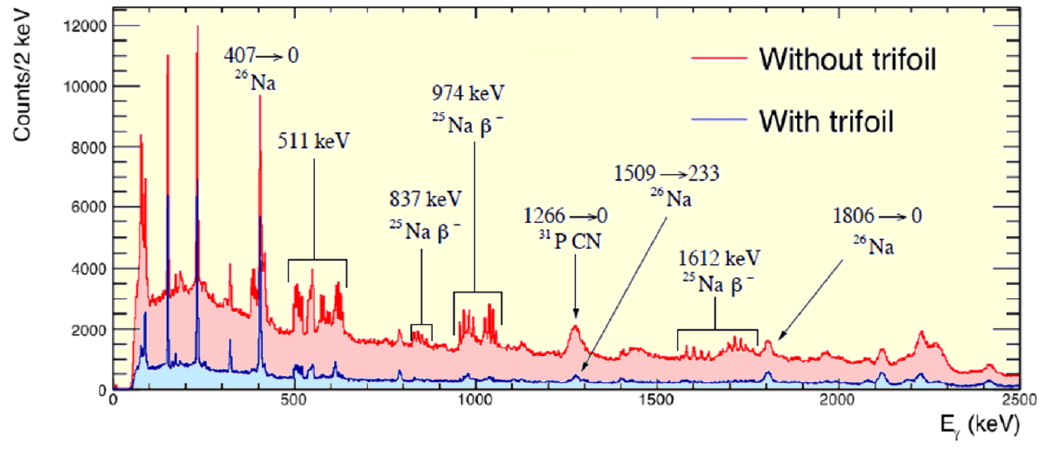 Counts/2 keV
12000
10000
8000
6000
4000
2000
0
0
500
1000
1500
2000
2500
E_γ (keV)
Without trifoil
With trifoil
407→0
²⁶Na
511 keV
974 keV
²⁵Na β⁻
837 keV
²⁵Na β⁻
1266→0
³¹P CN
1509→233
²⁶Na
1612 keV
²⁵Na β⁻
1806→0
²⁶Na